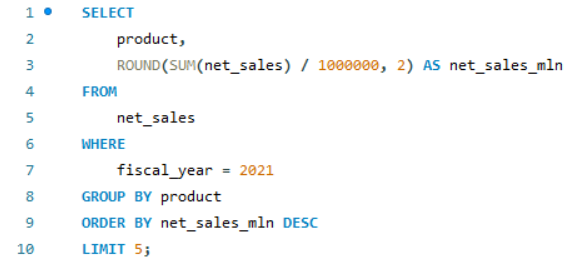 1 SELECT
2 product,
3 ROUND(SUM(net_sales) / 1000000, 2) AS net_sales_mln
4 FROM
5 net_sales
6 WHERE
7 fiscal_year = 2021
8 GROUP BY product
9 ORDER BY net_sales_mln DESC
10 LIMIT 5;